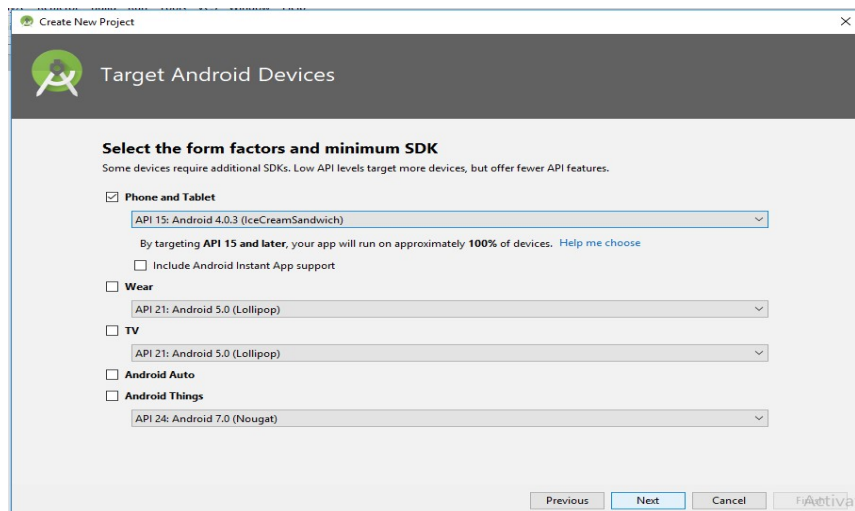 Create New Project
Target Android Devices
Select the form factors and minimum SDK
Some devices require additional SDKs. Low API levels target more devices, but offer fewer API features.
Phone and Tablet
API 15: Android 4.0.3 (IceCreamSandwich)
By targeting API 15 and later, your app will run on approximately 100% of devices. Help me choose
Include Android Instant App support
Wear
API 21: Android 5.0 (Lollipop)
TV
API 21: Android 5.0 (Lollipop)
Android Auto
Android Things
API 24: Android 7.0 (Nougat)
Previous Next Cancel
Activa